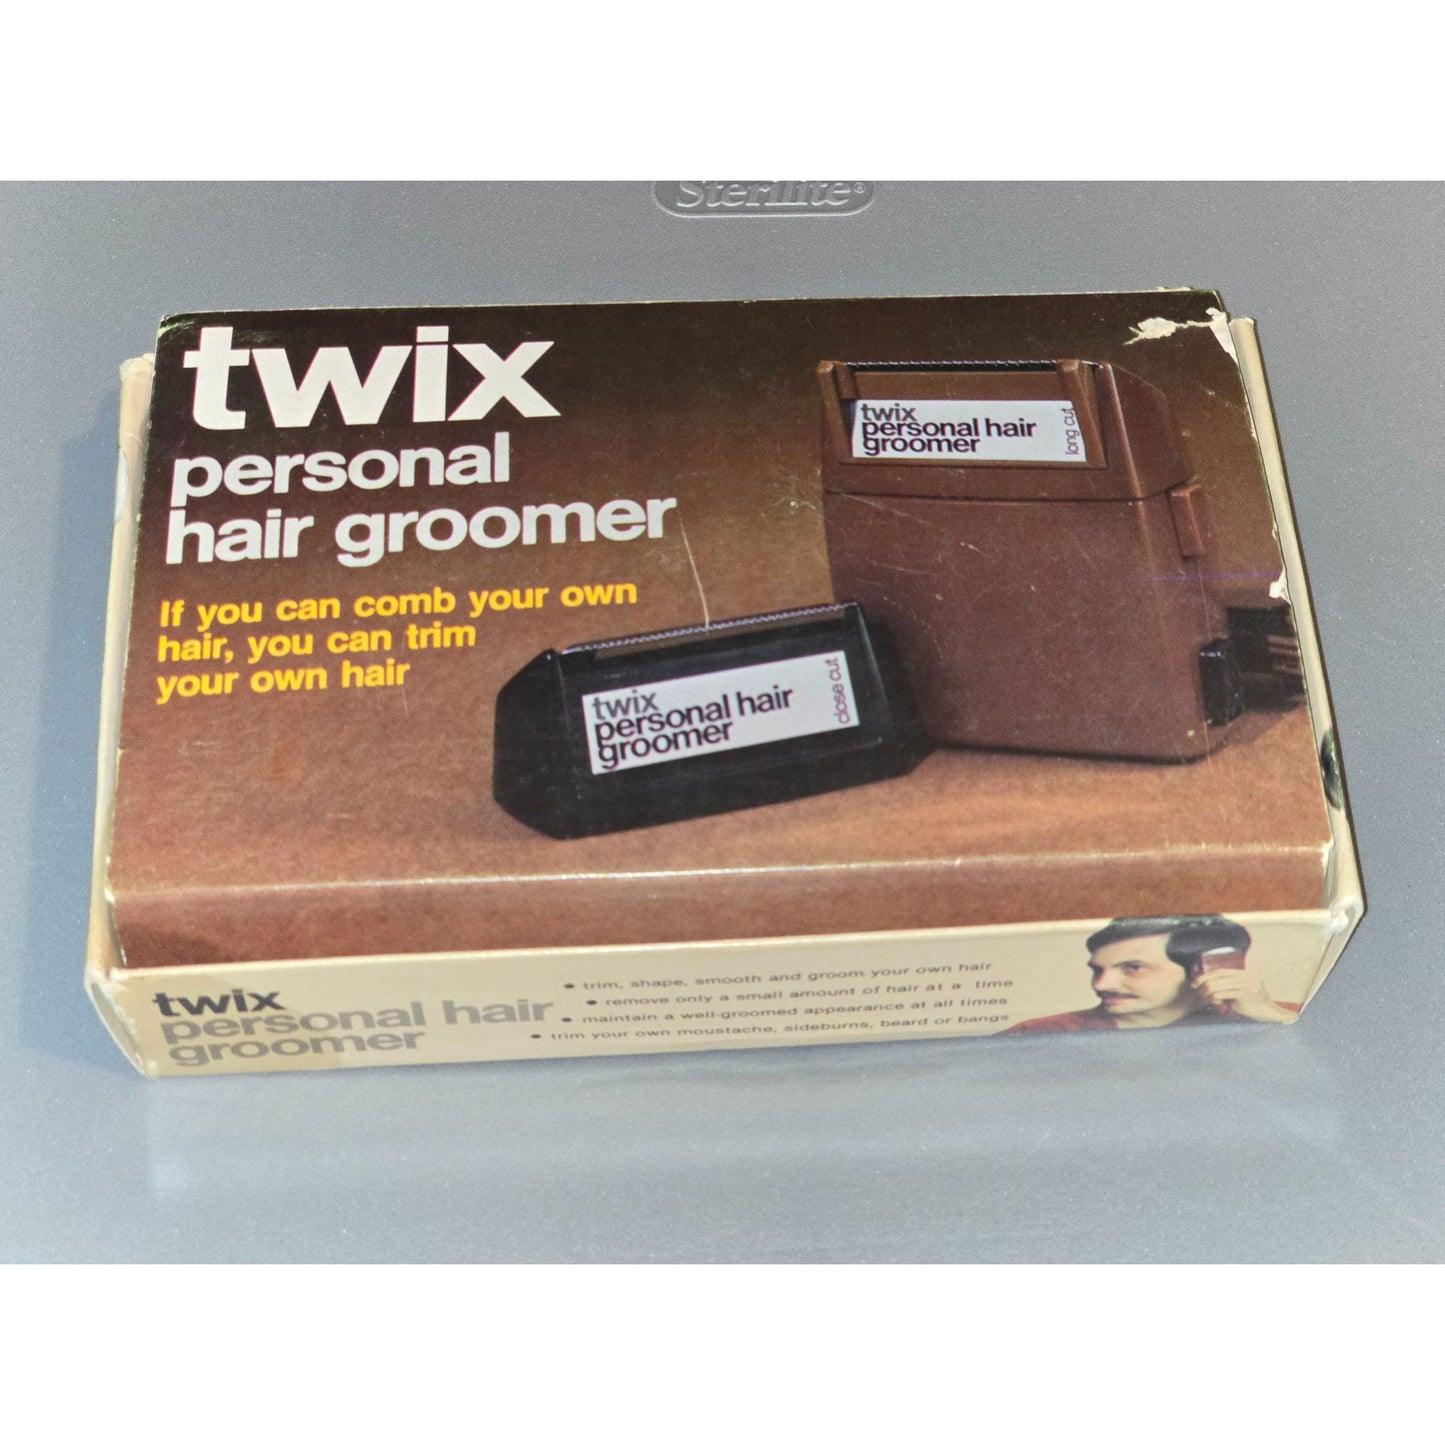 Sterilite®
twix
personal
hair groomer
If you can comb your own
hair, you can trim
your own hair
twix
personal hair
groomer
long cut
twix
personal hair
groomer
close cut
twix
personal hair
groomer
• trim, shape, smooth and groom your own hair
• remove only a small amount of hair at a time
• maintain a well-groomed appearance at all times
• trim your own moustache, sideburns, beard or bangs